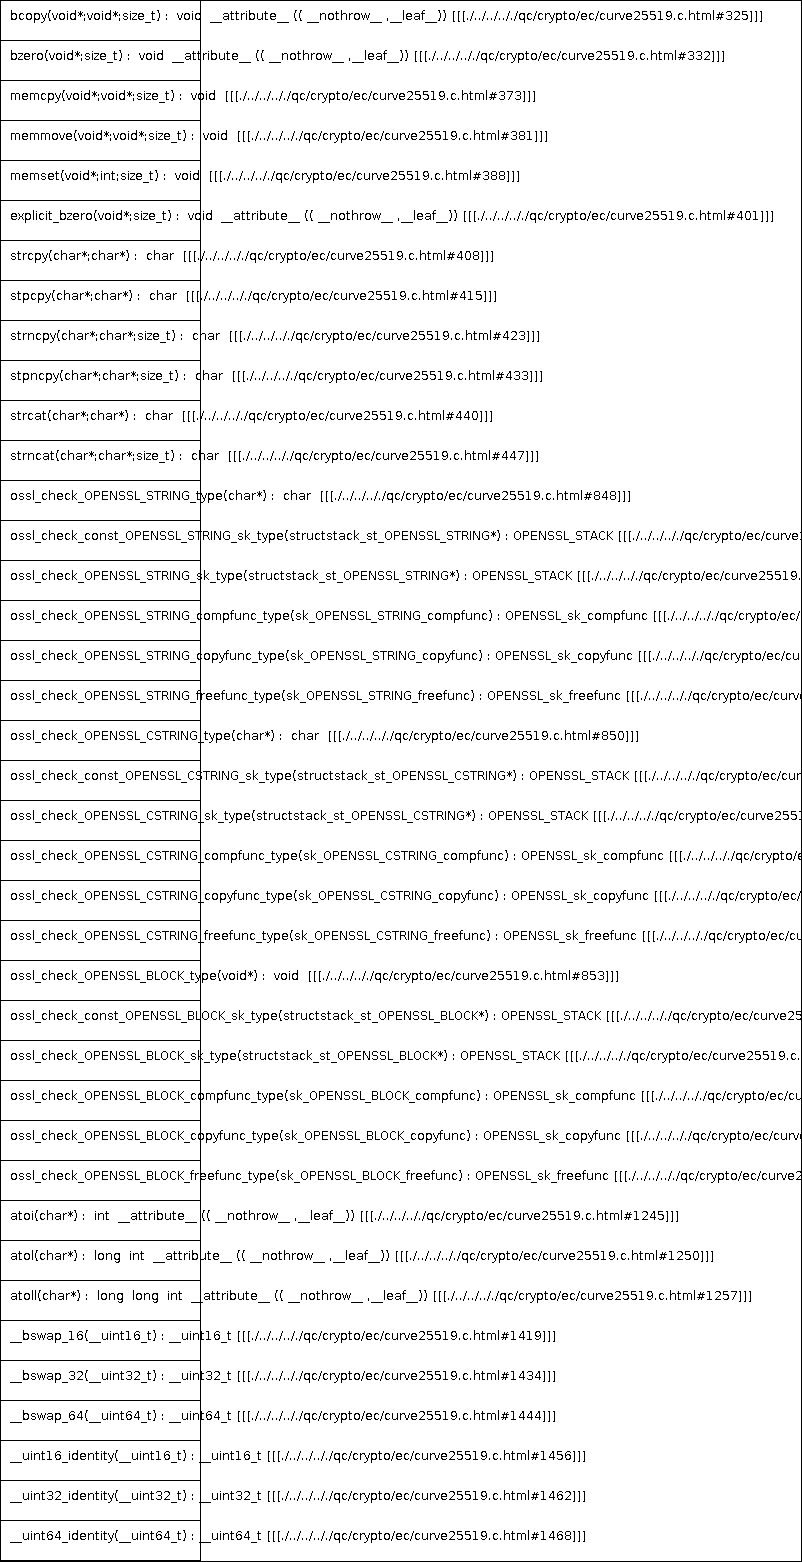 bcopy(void*;void*;size_t) : void __attribute__ (( __nothrow__ ,__leaf__)) [[[./../../.././qc/crypto/ec/curve25519.c.html#325]]]
bzero(void*;size_t) : void __attribute__ (( __nothrow__ ,__leaf__)) [[[./../../.././qc/crypto/ec/curve25519.c.html#332]]]
memcpy(void*;void*;size_t) : void [[[./../../.././qc/crypto/ec/curve25519.c.html#373]]]
memmove(void*;void*;size_t) : void [[[./../../.././qc/crypto/ec/curve25519.c.html#381]]]
memset(void*;int;size_t) : void [[[./../../.././qc/crypto/ec/curve25519.c.html#388]]]
explicit_bzero(void*;size_t) : void __attribute__ (( __nothrow__ ,__leaf__)) [[[./../../.././qc/crypto/ec/curve25519.c.html#401]]]
strcpy(char*;char*) : char [[[./../../.././qc/crypto/ec/curve25519.c.html#408]]]
stpcpy(char*;char*) : char [[[./../../.././qc/crypto/ec/curve25519.c.html#415]]]
strncpy(char*;char*;size_t) : char [[[./../../.././qc/crypto/ec/curve25519.c.html#423]]]
stpncpy(char*;char*;size_t) : char [[[./../../.././qc/crypto/ec/curve25519.c.html#433]]]
strcat(char*;char*) : char [[[./../../.././qc/crypto/ec/curve25519.c.html#440]]]
strncat(char*;char*;size_t) : char [[[./../../.././qc/crypto/ec/curve25519.c.html#447]]]
ossl_check_OPENSSL_STRING_type(char*) : char [[[./../../.././qc/crypto/ec/curve25519.c.html#848]]]
ossl_check_const_OPENSSL_STRING_sk_type(structstack_st_OPENSSL_STRING*) : OPENSSL_STACK [[[./../../.././qc/crypto/ec/curve
ossl_check_OPENSSL_STRING_sk_type(structstack_st_OPENSSL_STRING*) : OPENSSL_STACK [[[./../../.././qc/crypto/ec/curve25519.
ossl_check_OPENSSL_STRING_compfunc_type(sk_OPENSSL_STRING_compfunc) : OPENSSL_sk_compfunc [[[./../../.././qc/crypto/ec/
ossl_check_OPENSSL_STRING_copyfunc_type(sk_OPENSSL_STRING_copyfunc) : OPENSSL_sk_copyfunc [[[./../../.././qc/crypto/ec/cu
ossl_check_OPENSSL_STRING_freefunc_type(sk_OPENSSL_STRING_freefunc) : OPENSSL_sk_freefunc [[[./../../.././qc/crypto/ec/curv
ossl_check_OPENSSL_CSTRING_type(char*) : char [[[./../../.././qc/crypto/ec/curve25519.c.html#850]]]
ossl_check_const_OPENSSL_CSTRING_sk_type(structstack_st_OPENSSL_CSTRING*) : OPENSSL_STACK [[[./../../.././qc/crypto/ec/cur
ossl_check_OPENSSL_CSTRING_sk_type(structstack_st_OPENSSL_CSTRING*) : OPENSSL_STACK [[[./../../.././qc/crypto/ec/curve2551
ossl_check_OPENSSL_CSTRING_compfunc_type(sk_OPENSSL_CSTRING_compfunc) : OPENSSL_sk_compfunc [[[./../../.././qc/crypto/e
ossl_check_OPENSSL_CSTRING_copyfunc_type(sk_OPENSSL_CSTRING_copyfunc) : OPENSSL_sk_copyfunc [[[./../../.././qc/crypto/ec/
ossl_check_OPENSSL_CSTRING_freefunc_type(sk_OPENSSL_CSTRING_freefunc) : OPENSSL_sk_freefunc [[[./../../.././qc/crypto/ec/cu
ossl_check_OPENSSL_BLOCK_type(void*) : void [[[./../../.././qc/crypto/ec/curve25519.c.html#853]]]
ossl_check_const_OPENSSL_BLOCK_sk_type(structstack_st_OPENSSL_BLOCK*) : OPENSSL_STACK [[[./../../.././qc/crypto/ec/curve25
ossl_check_OPENSSL_BLOCK_sk_type(structstack_st_OPENSSL_BLOCK*) : OPENSSL_STACK [[[./../../.././qc/crypto/ec/curve25519.c.
ossl_check_OPENSSL_BLOCK_compfunc_type(sk_OPENSSL_BLOCK_compfunc) : OPENSSL_sk_compfunc [[[./../../.././qc/crypto/ec/cu
ossl_check_OPENSSL_BLOCK_copyfunc_type(sk_OPENSSL_BLOCK_copyfunc) : OPENSSL_sk_copyfunc [[[./../../.././qc/crypto/ec/curv
ossl_check_OPENSSL_BLOCK_freefunc_type(sk_OPENSSL_BLOCK_freefunc) : OPENSSL_sk_freefunc [[[./../../.././qc/crypto/ec/curve2
atoi(char*) : int __attribute__ (( __nothrow__ ,__leaf__)) [[[./../../.././qc/crypto/ec/curve25519.c.html#1245]]]
atol(char*) : long int __attribute__ (( __nothrow__ ,__leaf__)) [[[./../../.././qc/crypto/ec/curve25519.c.html#1250]]]
atoll(char*) : long long int __attribute__ (( __nothrow__ ,__leaf__)) [[[./../../.././qc/crypto/ec/curve25519.c.html#1257]]]
__bswap_16(__uint16_t) : __uint16_t [[[./../../.././qc/crypto/ec/curve25519.c.html#1419]]]
__bswap_32(__uint32_t) : __uint32_t [[[./../../.././qc/crypto/ec/curve25519.c.html#1434]]]
__bswap_64(__uint64_t) : __uint64_t [[[./../../.././qc/crypto/ec/curve25519.c.html#1444]]]
__uint16_identity(__uint16_t) : __uint16_t [[[./../../.././qc/crypto/ec/curve25519.c.html#1456]]]
__uint32_identity(__uint32_t) : __uint32_t [[[./../../.././qc/crypto/ec/curve25519.c.html#1462]]]
__uint64_identity(__uint64_t) : __uint64_t [[[./../../.././qc/crypto/ec/curve25519.c.html#1468]]]